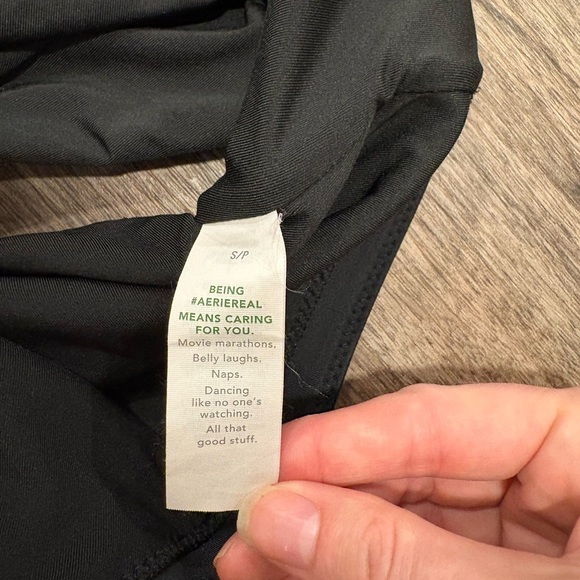 S/P
BEING
#AERIEREAL
MEANS CARING
FOR YOU.
Movie marathons.
Belly laughs.
Naps.
Dancing
like no one's
watching.
All that
good stuff.